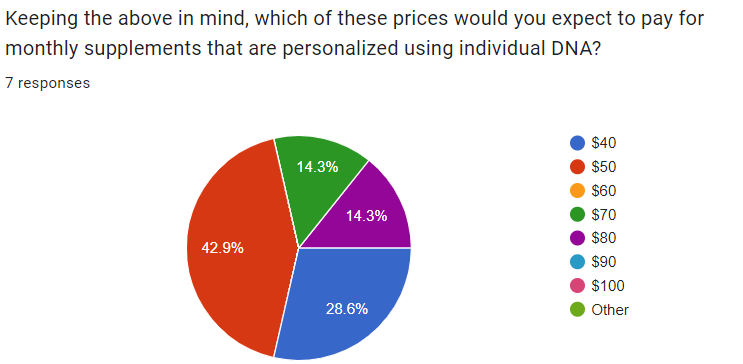 Keeping the above in mind, which of these prices would you expect to pay for
monthly supplements that are personalized using individual DNA?
7 responses
14.3%
14.3%
42.9%
28.6%
$40
$50
$60
$70
$80
$90
$100
Other